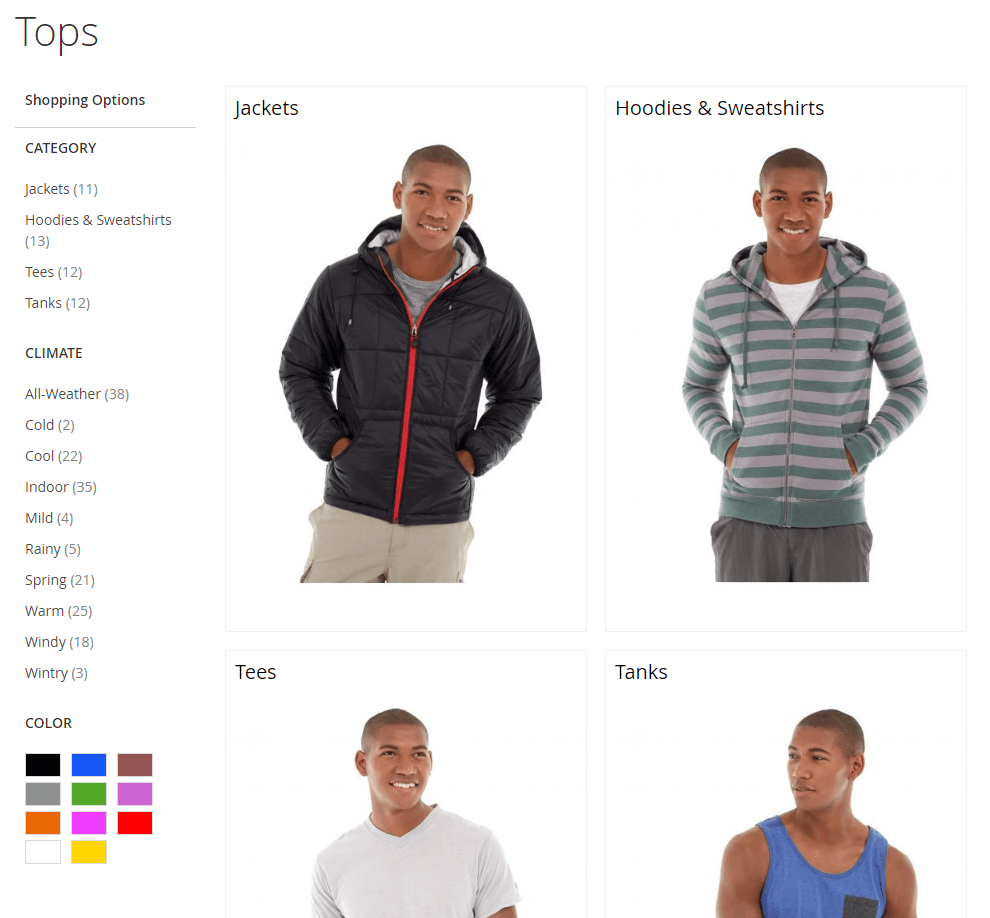 Tops
Shopping Options
CATEGORY
Jackets (11)
Hoodies & Sweatshirts
(13)
Tees (12)
Tanks (12)
CLIMATE
All-Weather (38)
Cold (2)
Cool (22)
Indoor (35)
Mild (4)
Rainy (5)
Spring (21)
Warm (25)
Windy (18)
Wintry (3)
COLOR
Jackets
Hoodies & Sweatshirts
Tees
Tanks